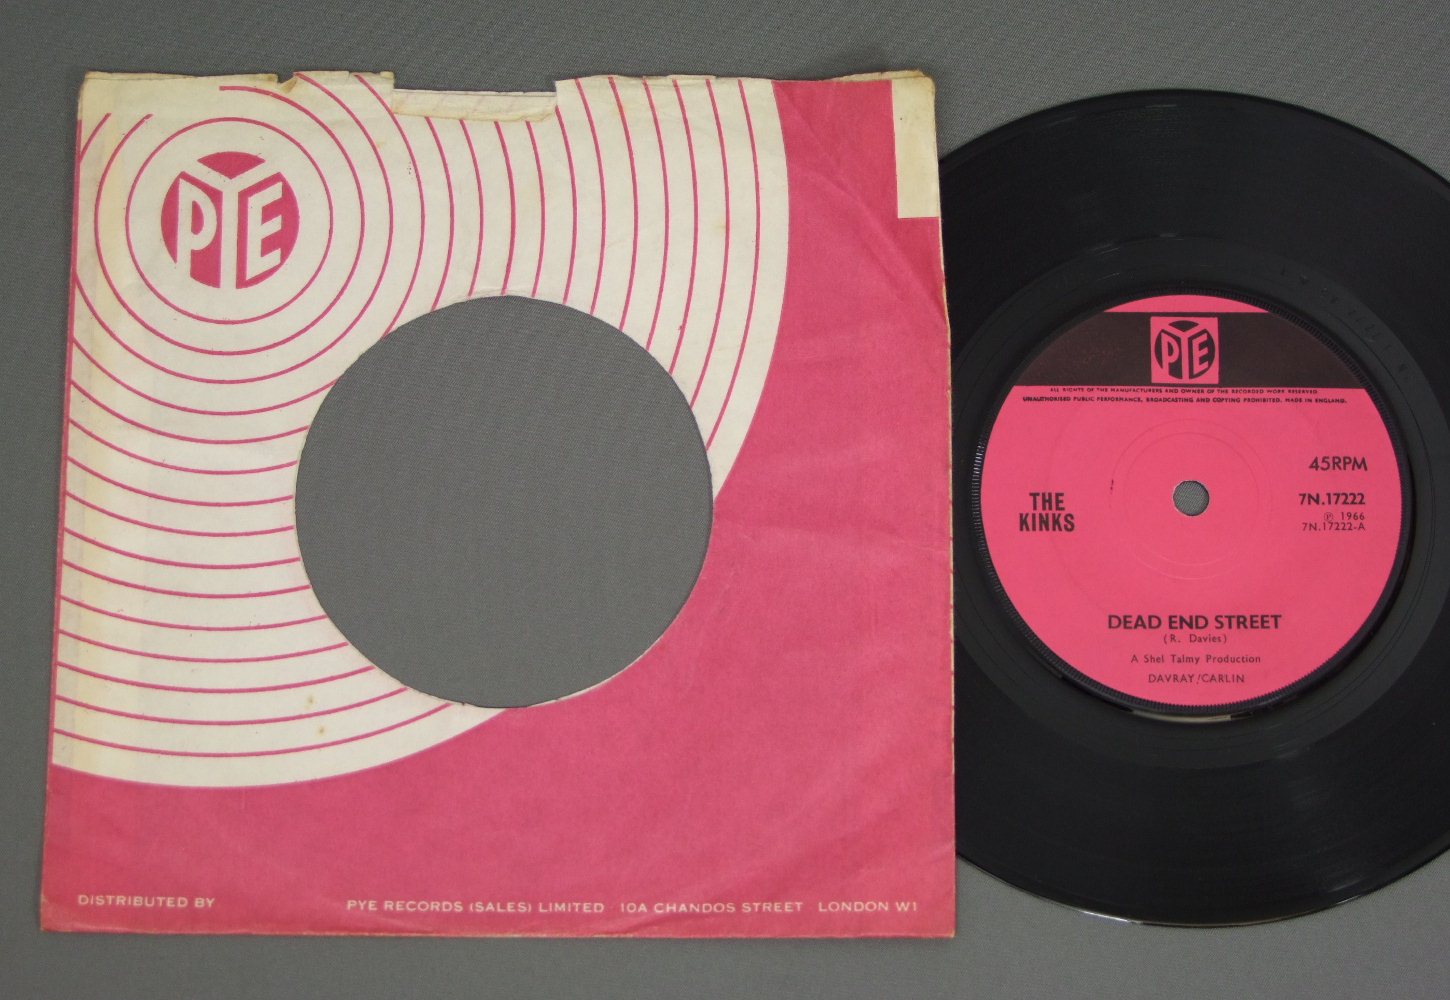 PYE
DISTRIBUTED BY PYE RECORDS (SALES) LIMITED · 10A CHANDOS STREET · LONDON W1
PYE
ALL RIGHTS OF THE MANUFACTURERS AND OWNER OF THE RECORDED WORK RESERVED.
UNAUTHORISED PUBLIC PERFORMANCE, BROADCASTING AND COPYING PROHIBITED. MADE IN ENGLAND.
45RPM
THE
KINKS
7N.17222
℗ 1966
7N.17222-A
DEAD END STREET
(R. Davies)
A Shel Talmy Production
DAVRAY/CARLIN